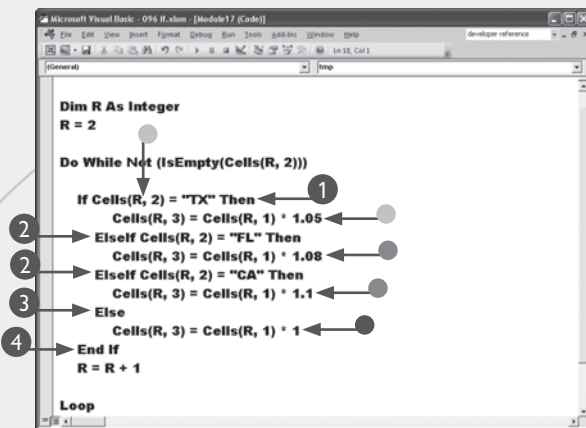 Microsoft Visual Basic - 096 If.xlsm - [Module17 (Code)]
File Edit View Insert Format Debug Run Tools Add-Ins Window Help developer reference
Ln 18, Col 1
(General) tmp
Dim R As Integer
R = 2
Do While Not (IsEmpty(Cells(R, 2)))
If Cells(R, 2) = "TX" Then 1
Cells(R, 3) = Cells(R, 1) * 1.05
2 ElseIf Cells(R, 2) = "FL" Then
Cells(R, 3) = Cells(R, 1) * 1.08
2 ElseIf Cells(R, 2) = "CA" Then
Cells(R, 3) = Cells(R, 1) * 1.1
3 Else
Cells(R, 3) = Cells(R, 1) * 1
4 End If
R = R + 1
Loop